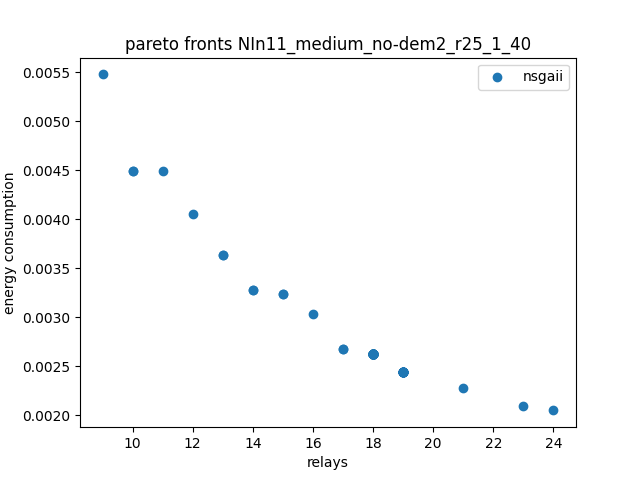 pareto fronts NIn11_medium_no-dem2_r25_1_40
nsgaii
0.0055
0.0050
0.0045
0.0040
0.0035
0.0030
0.0025
0.0020
energy consumption
10 12 14 16 18 20 22 24
relays